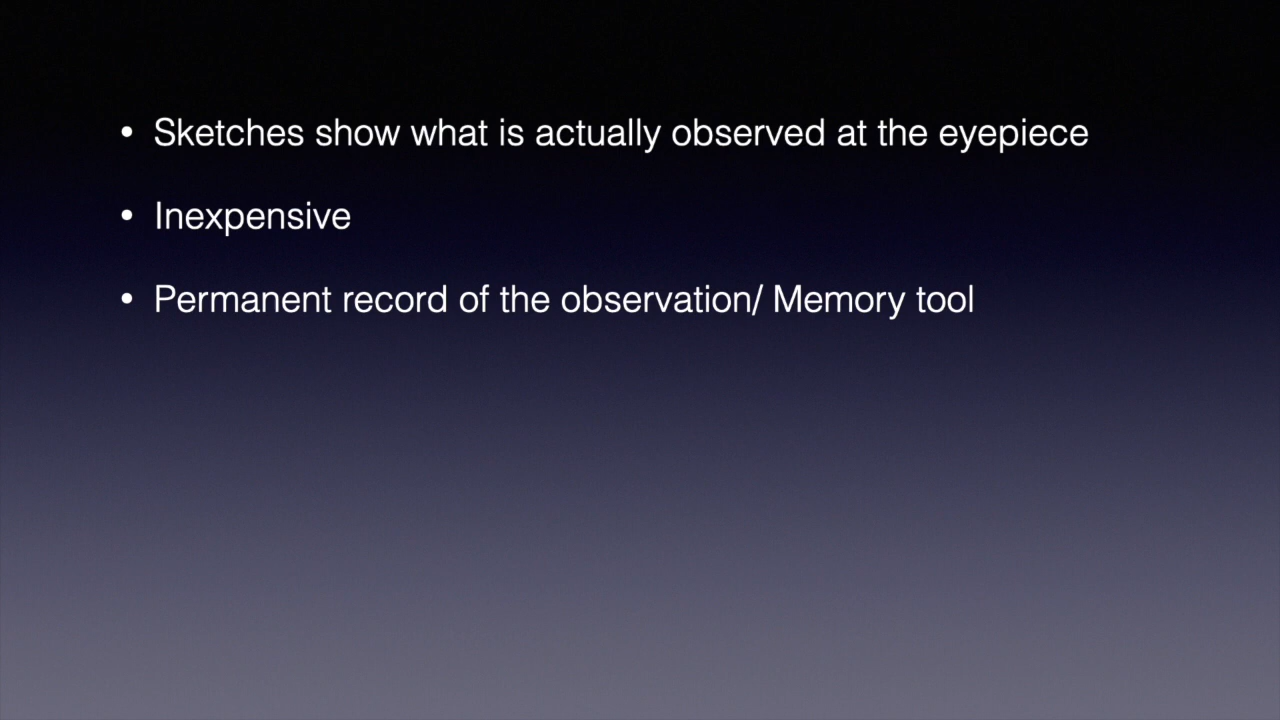 • Sketches show what is actually observed at the eyepiece
• Inexpensive
• Permanent record of the observation/ Memory tool